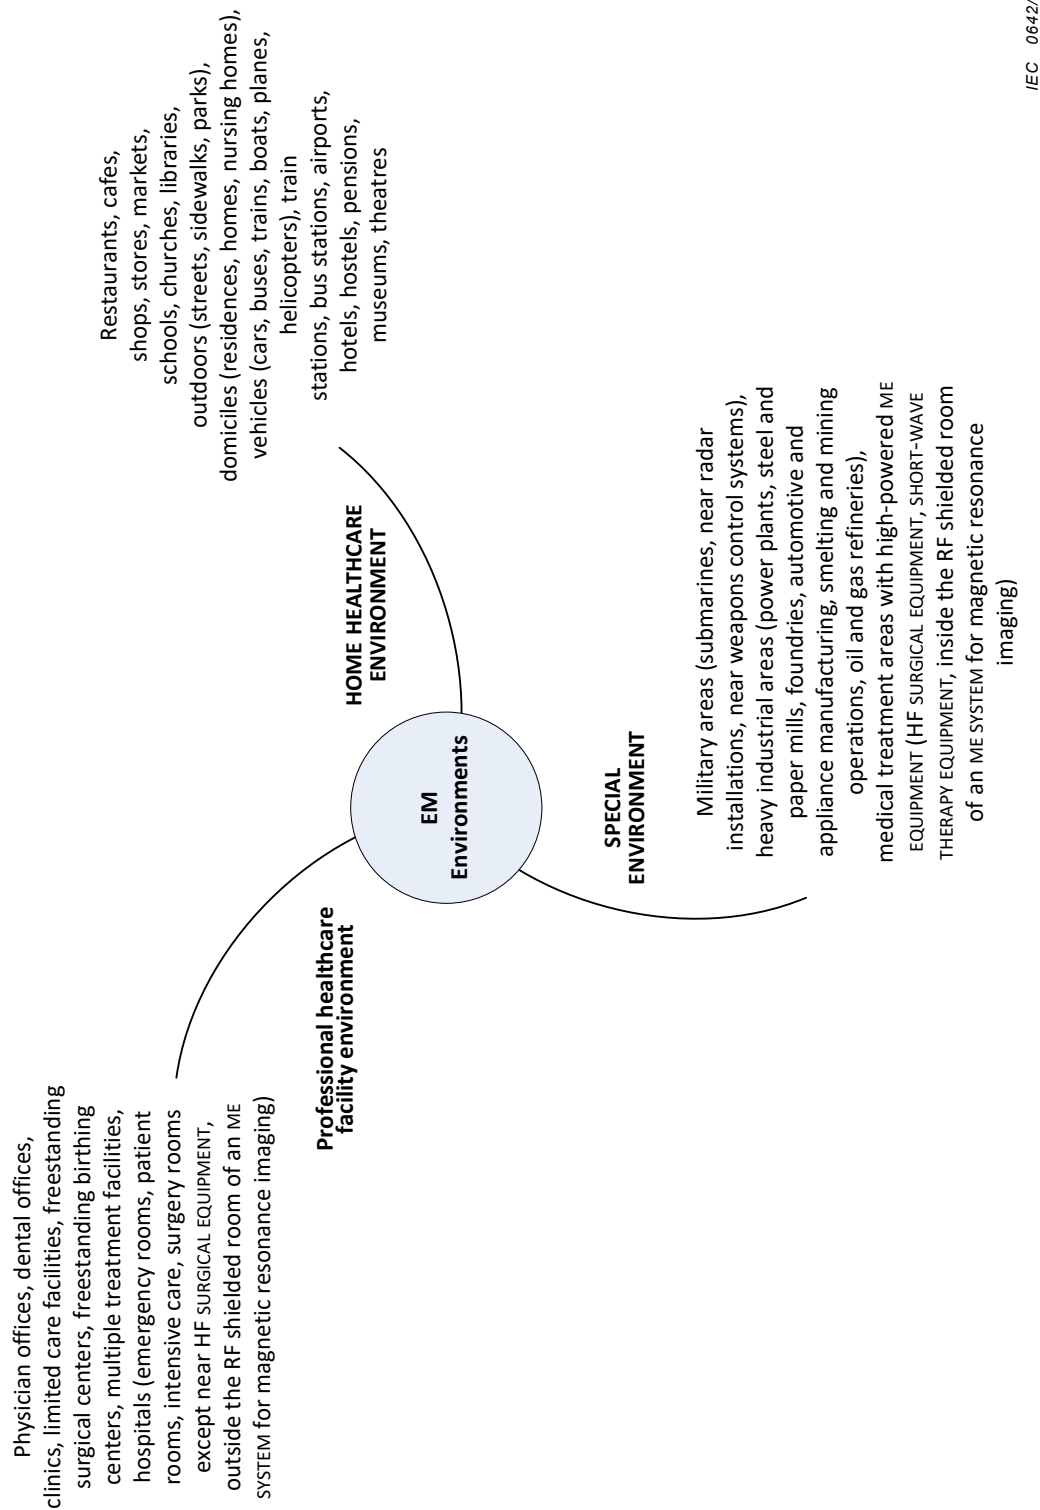 Physician offices, dental offices,
clinics, limited care facilities, freestanding
surgical centers, freestanding birthing
centers, multiple treatment facilities,
hospitals (emergency rooms, patient
rooms, intensive care, surgery rooms
except near HF SURGICAL EQUIPMENT,
outside the RF shielded room of an ME
SYSTEM for magnetic resonance imaging)
Professional healthcare
facility environment
EM
Environments
HOME HEALTHCARE
ENVIRONMENT
Restaurants, cafes,
shops, stores, markets,
schools, churches, libraries,
outdoors (streets, sidewalks, parks),
domiciles (residences, homes, nursing homes),
vehicles (cars, buses, trains, boats, planes,
helicopters), train
stations, bus stations, airports,
hotels, hostels, pensions,
museums, theatres
SPECIAL
ENVIRONMENT
Military areas (submarines, near radar
installations, near weapons control systems),
heavy industrial areas (power plants, steel and
paper mills, foundries, automotive and
appliance manufacturing, smelting and mining
operations, oil and gas refineries),
medical treatment areas with high-powered ME
EQUIPMENT (HF SURGICAL EQUIPMENT, SHORT-WAVE
THERAPY EQUIPMENT, inside the RF shielded room
of an ME SYSTEM for magnetic resonance
imaging)
IEC 0642/